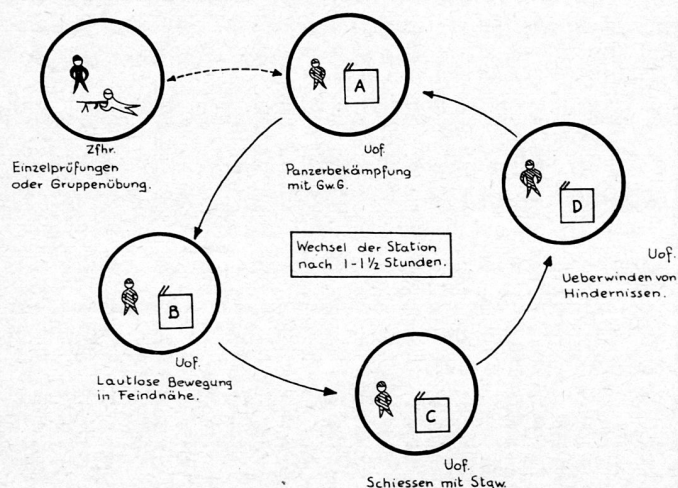 Zfhr.
Einzelprüfungen
oder Gruppenübung.
A
Uof.
Panzerbekämpfung
mit Gw.G.
D
Uof.
Ueberwinden von
Hindernissen.
Wechsel der Station
nach 1-1½ Stunden.
B
Uof.
Lautlose Bewegung
in Feindnähe.
C
Uof.
Schiessen mit Stgw.